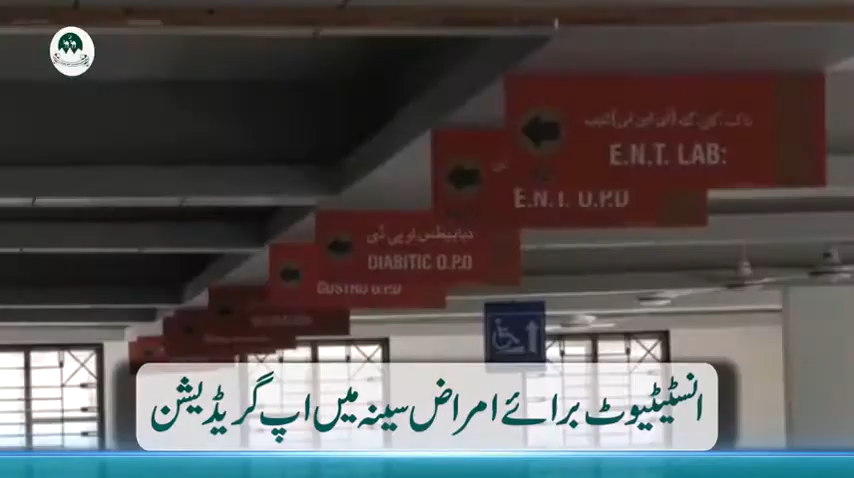 ناک، کان، گلہ (ای این ٹی) لیب
E.N.T. LAB:
E.N.T. O.P.D
ذیابیطس او پی ڈی
DIABITIC O.P.D
GUSTRO O.P.D
انسٹیٹیوٹ برائے امراض سینہ میں اپ گریڈیشن